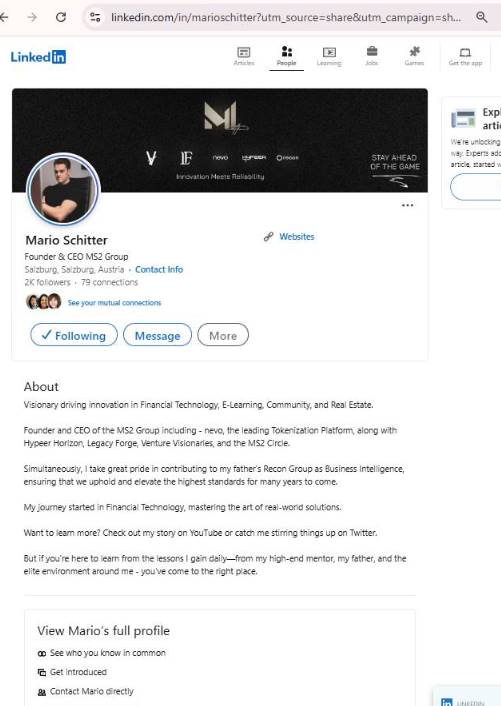 linkedin.com/in/marioschitter?utm_source=share&utm_campaign=sh...
Linked in
Articles
People
Learning
Jobs
Games
Get the app
nevo
HYPEER
RECON
Innovation Meets Reliability
STAY AHEAD
OF THE GAME
Mario Schitter
Websites
Founder & CEO MS2 Group
Salzburg, Salzburg, Austria · Contact Info
2K followers · 79 connections
See your mutual connections
Following
Message
More
About
Visionary driving innovation in Financial Technology, E-Learning, Community, and Real Estate.
Founder and CEO of the MS2 Group including - nevo, the leading Tokenization Platform, along with
Hypeer Horizon, Legacy Forge, Venture Visionaries, and the MS2 Circle.
Simultaneously, I take great pride in contributing to my father's Recon Group as Business intelligence,
ensuring that we uphold and elevate the highest standards for many years to come.
My journey started in Financial Technology, mastering the art of real-world solutions.
Want to learn more? Check out my story on YouTube or catch me stirring things up on Twitter.
But if you're here to learn from the lessons I gain daily—from my high-end mentor, my father, and the
elite environment around me - you've come to the right place.
View Mario's full profile
See who you know in common
Get introduced
Contact Mario directly
Expl
artic
We're unlocking
way. Experts add
article, started w
in LINKEDIN